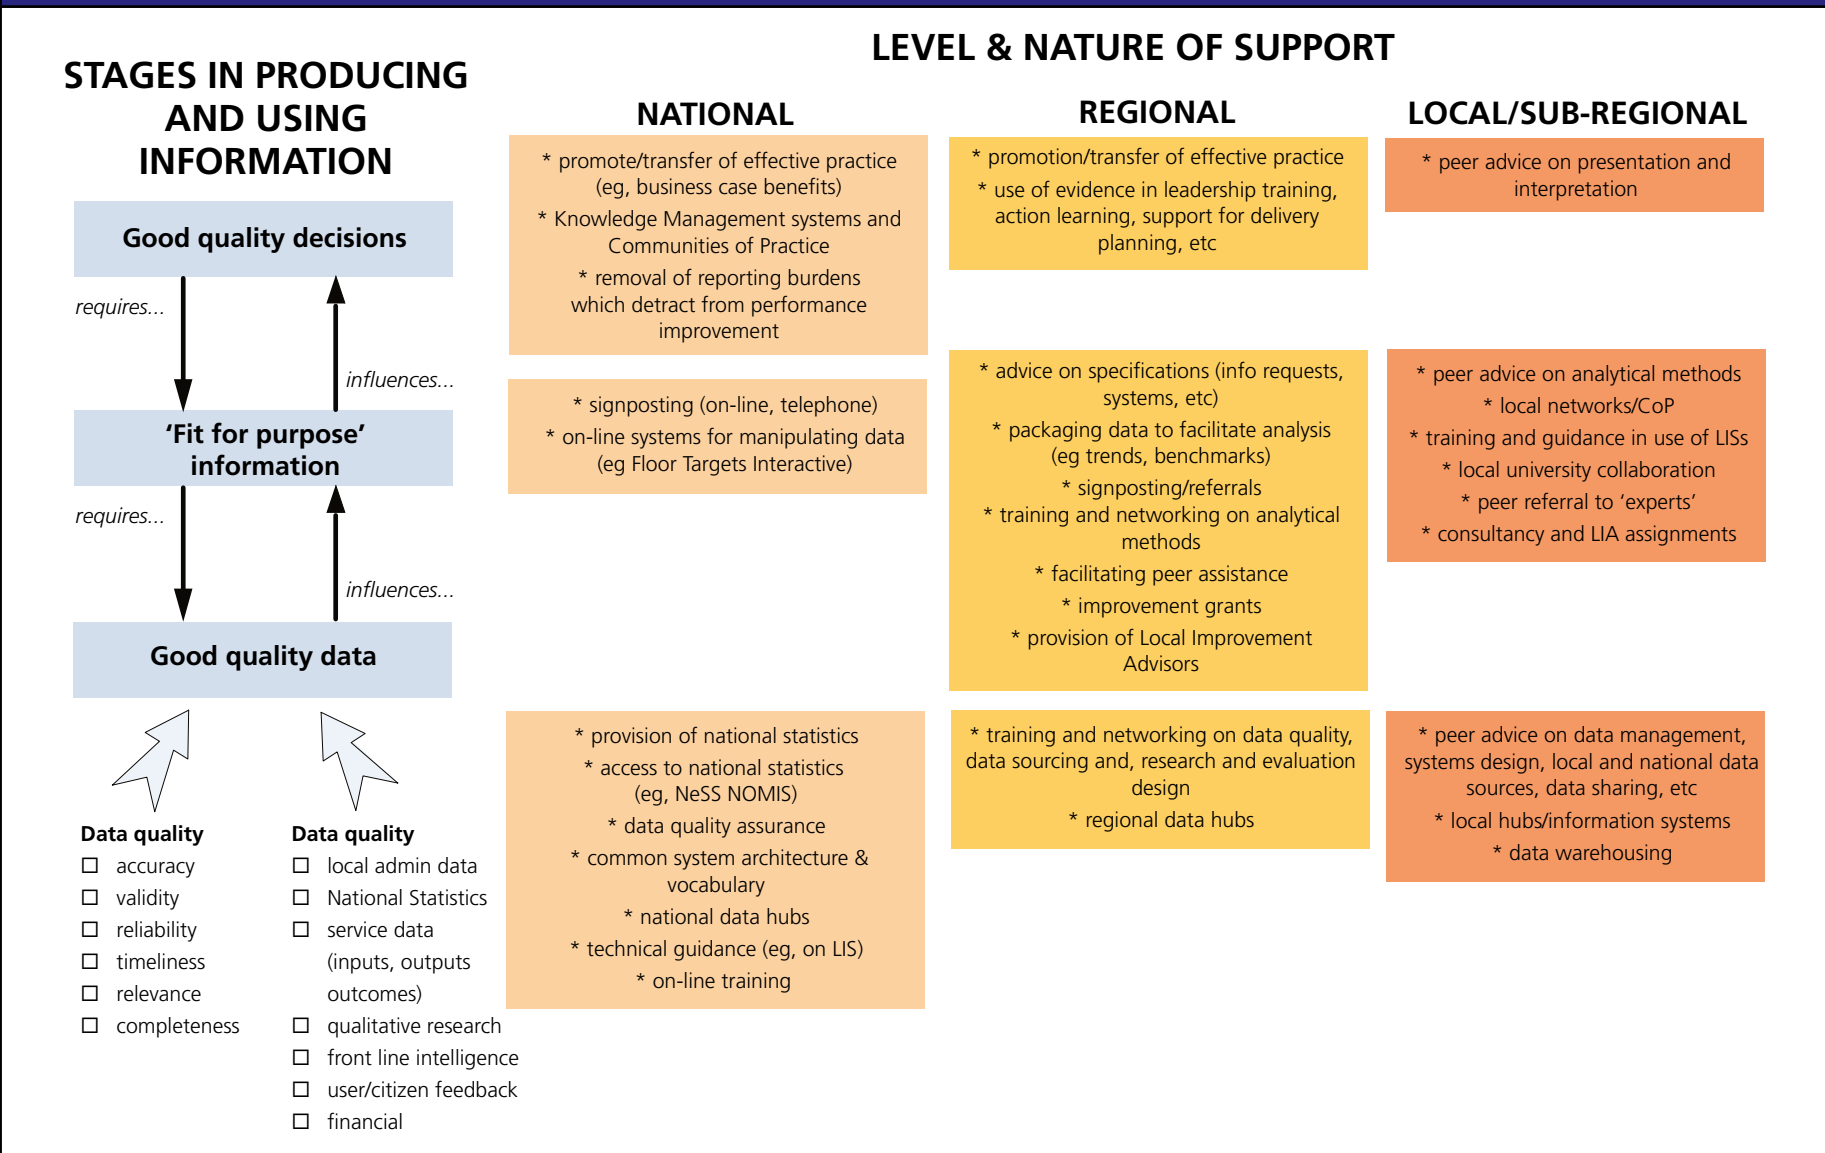 LEVEL & NATURE OF SUPPORT
STAGES IN PRODUCING
AND USING
INFORMATION
Good quality decisions
requires...
influences...
‘Fit for purpose’
information
requires...
influences...
Good quality data
Data quality
accuracy
validity
reliability
timeliness
relevance
completeness
Data quality
local admin data
National Statistics
service data
(inputs, outputs
outcomes)
qualitative research
front line intelligence
user/citizen feedback
financial
NATIONAL
* promote/transfer of effective practice
(eg, business case benefits)
* Knowledge Management systems and
Communities of Practice
* removal of reporting burdens
which detract from performance
improvement
* signposting (on-line, telephone)
* on-line systems for manipulating data
(eg Floor Targets Interactive)
* provision of national statistics
* access to national statistics
(eg, NeSS NOMIS)
* data quality assurance
* common system architecture &
vocabulary
* national data hubs
* technical guidance (eg, on LIS)
* on-line training
REGIONAL
* promotion/transfer of effective practice
* use of evidence in leadership training,
action learning, support for delivery
planning, etc
* advice on specifications (info requests,
systems, etc)
* packaging data to facilitate analysis
(eg trends, benchmarks)
* signposting/referrals
* training and networking on analytical
methods
* facilitating peer assistance
* improvement grants
* provision of Local Improvement
Advisors
* training and networking on data quality,
data sourcing and, research and evaluation
design
* regional data hubs
LOCAL/SUB-REGIONAL
* peer advice on presentation and
interpretation
* peer advice on analytical methods
* local networks/CoP
* training and guidance in use of LISs
* local university collaboration
* peer referral to ‘experts’
* consultancy and LIA assignments
* peer advice on data management,
systems design, local and national data
sources, data sharing, etc
* local hubs/information systems
* data warehousing